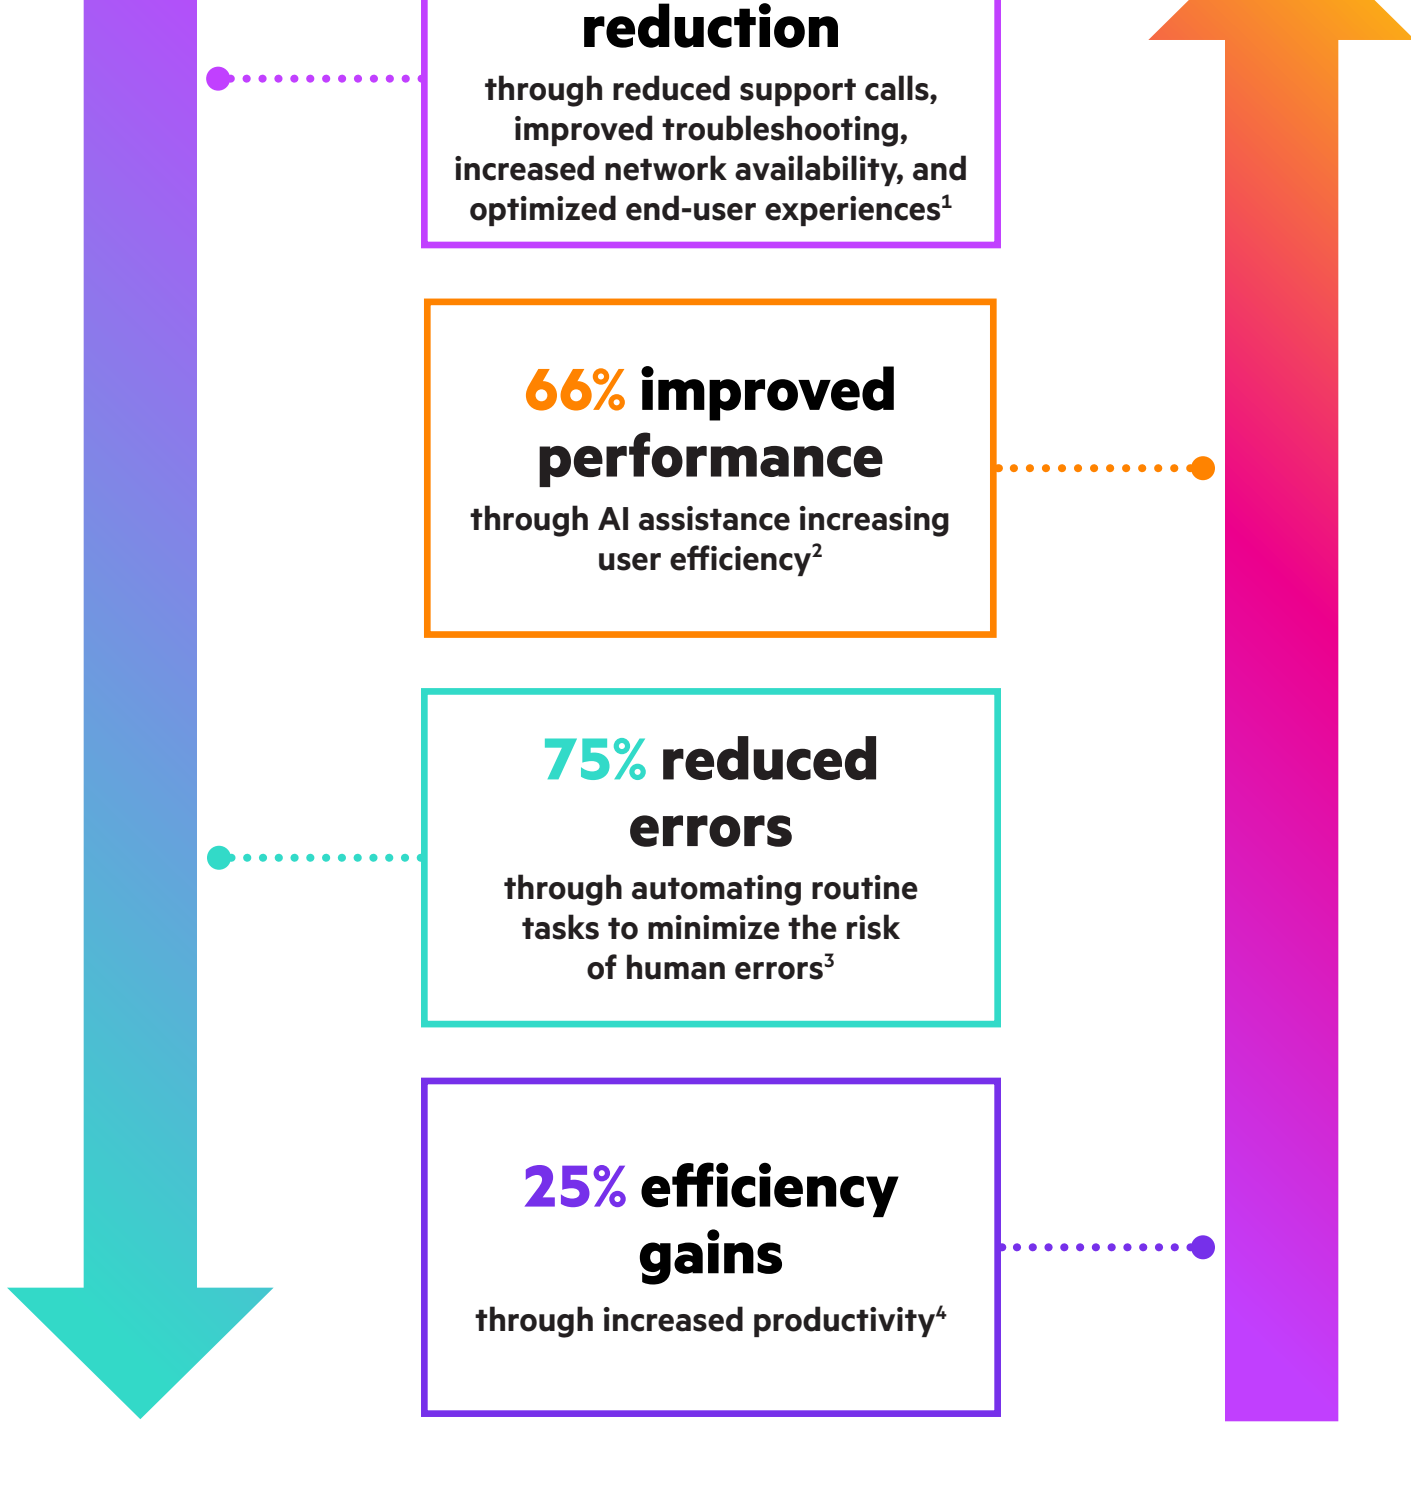 reduction
through reduced support calls,
improved troubleshooting,
increased network availability, and
optimized end-user experiences¹
66% improved
performance
through AI assistance increasing
user efficiency²
75% reduced
errors
through automating routine
tasks to minimize the risk
of human errors³
25% efficiency
gains
through increased productivity⁴